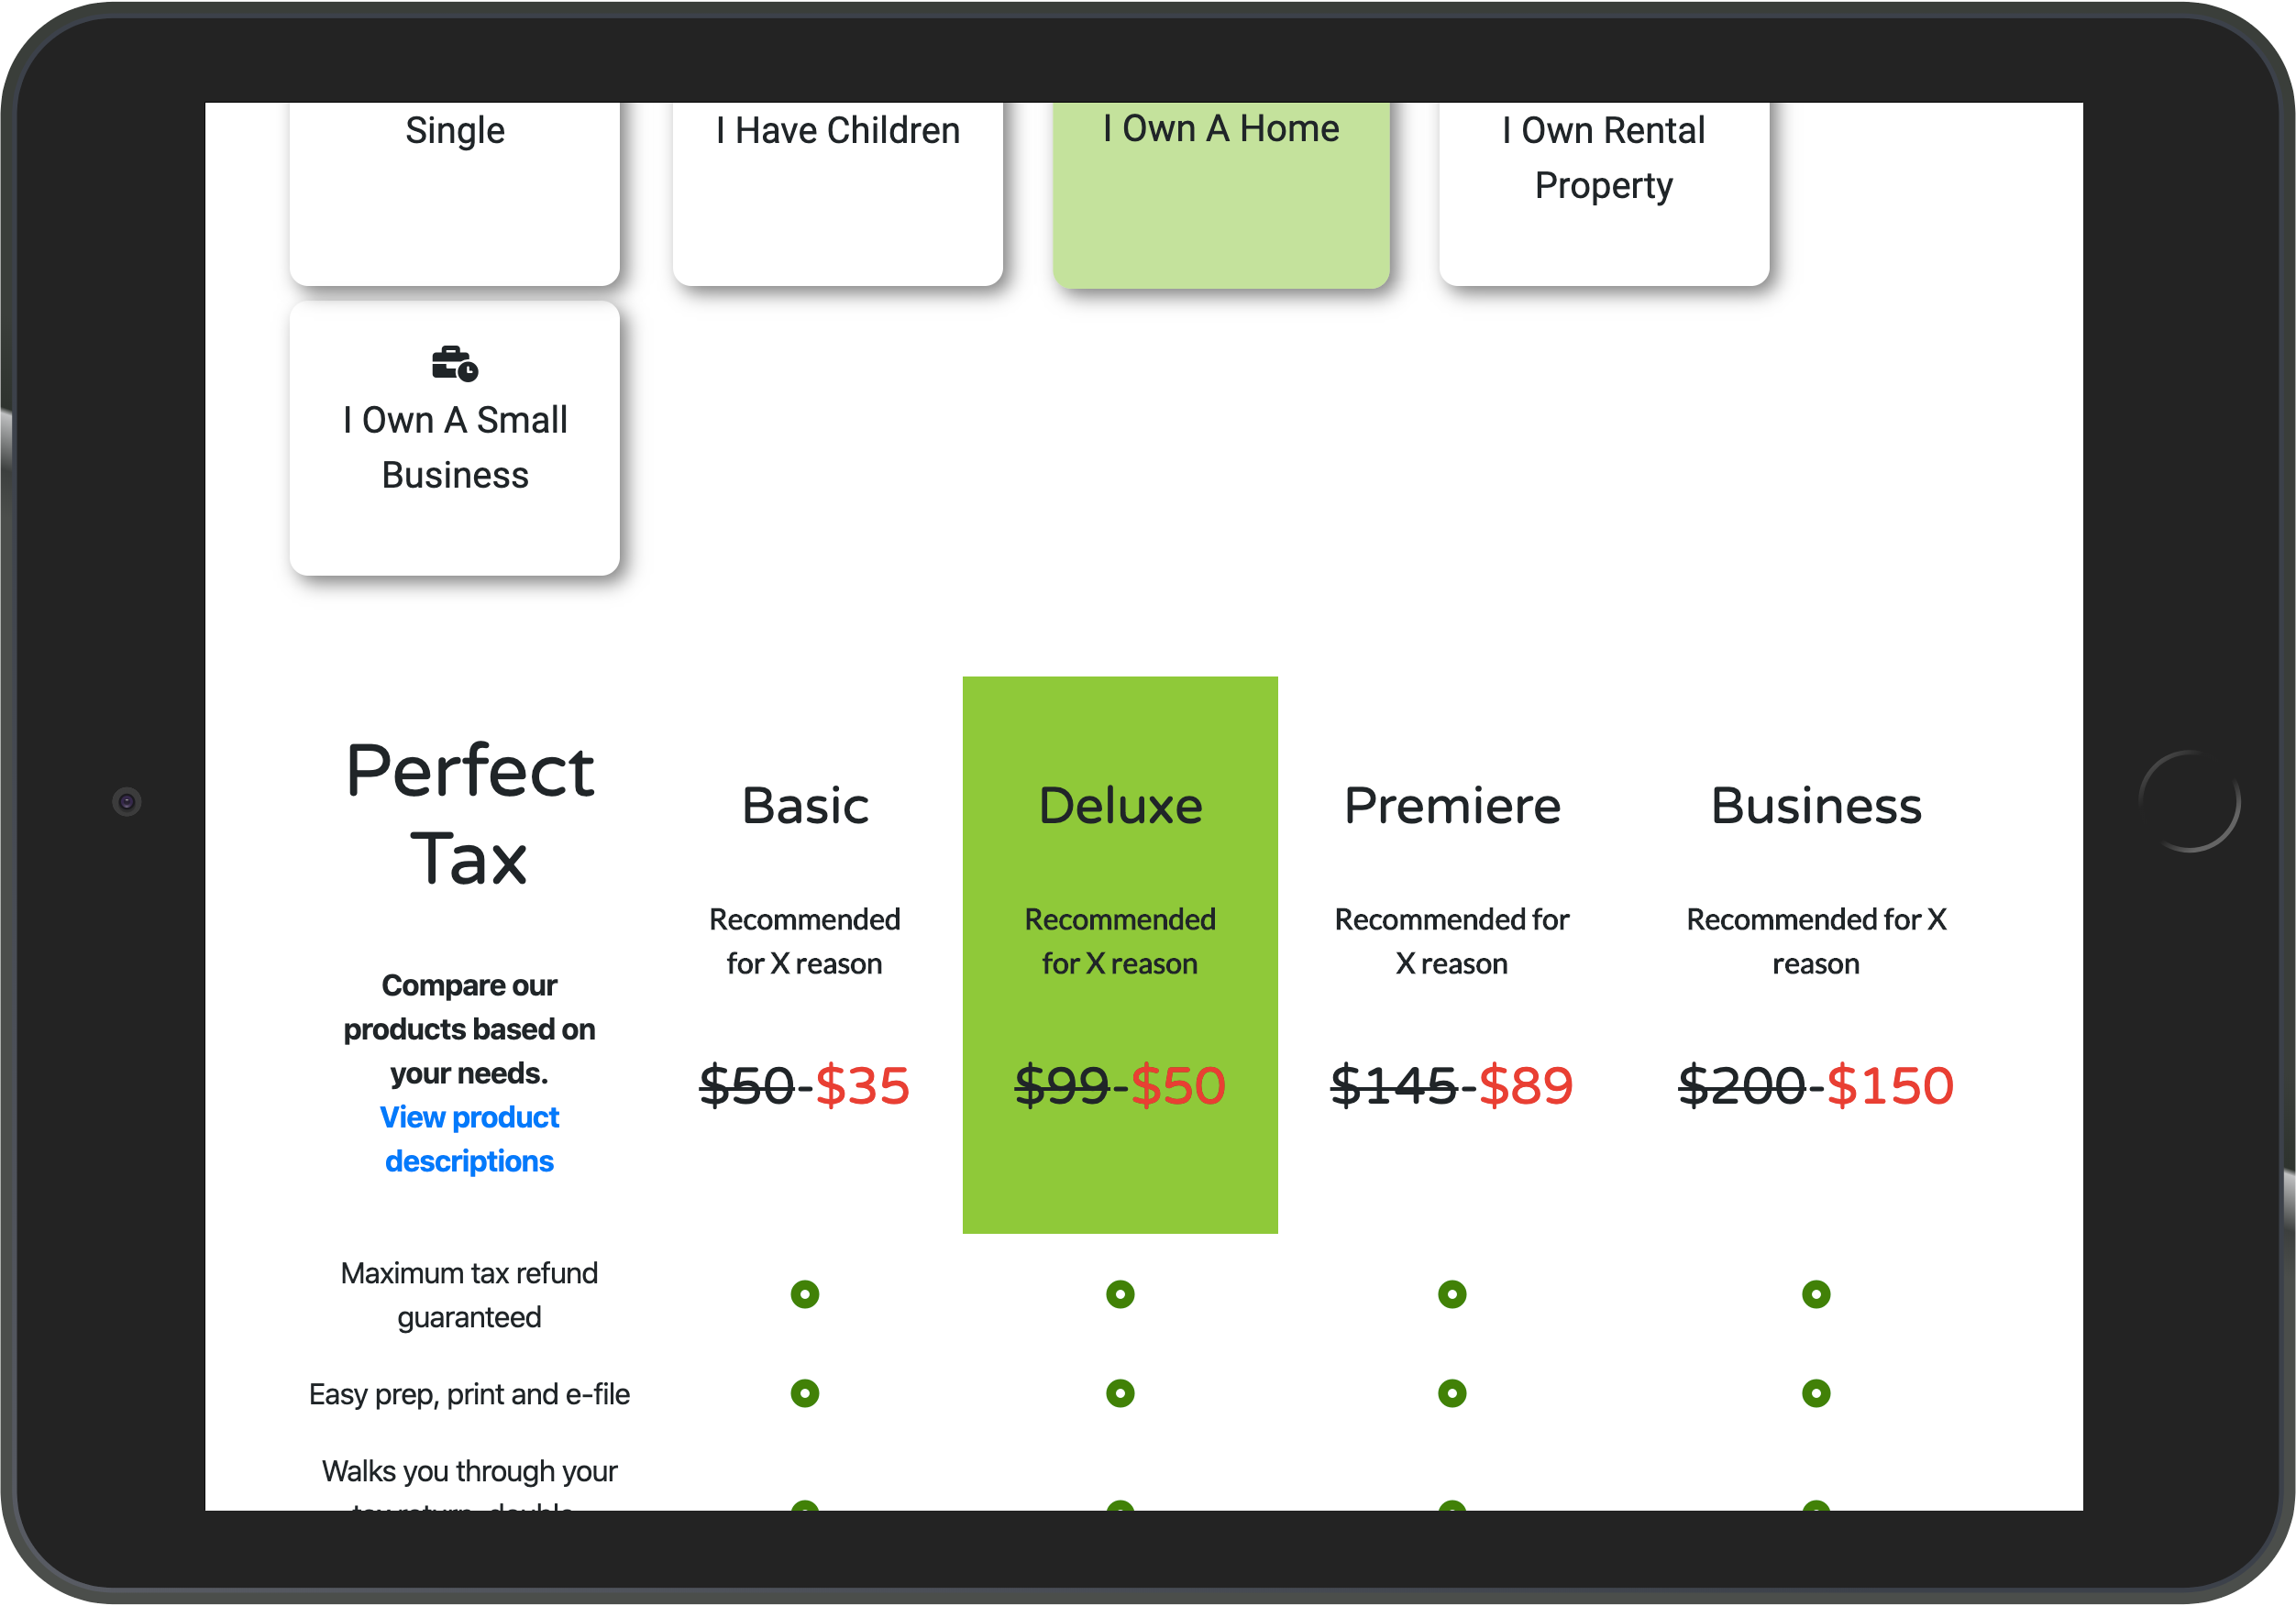 Single
I Have Children
I Own A Home
I Own Rental
Property
I Own A Small
Business
Perfect
Tax
Compare our
products based on
your needs.
View product
descriptions
Basic
Recommended
for X reason
$50-$35
Deluxe
Recommended
for X reason
$99-$50
Premiere
Recommended for
X reason
$145-$89
Business
Recommended for X
reason
$200-$150
Maximum tax refund
guaranteed
Easy prep, print and e-file
Walks you through your